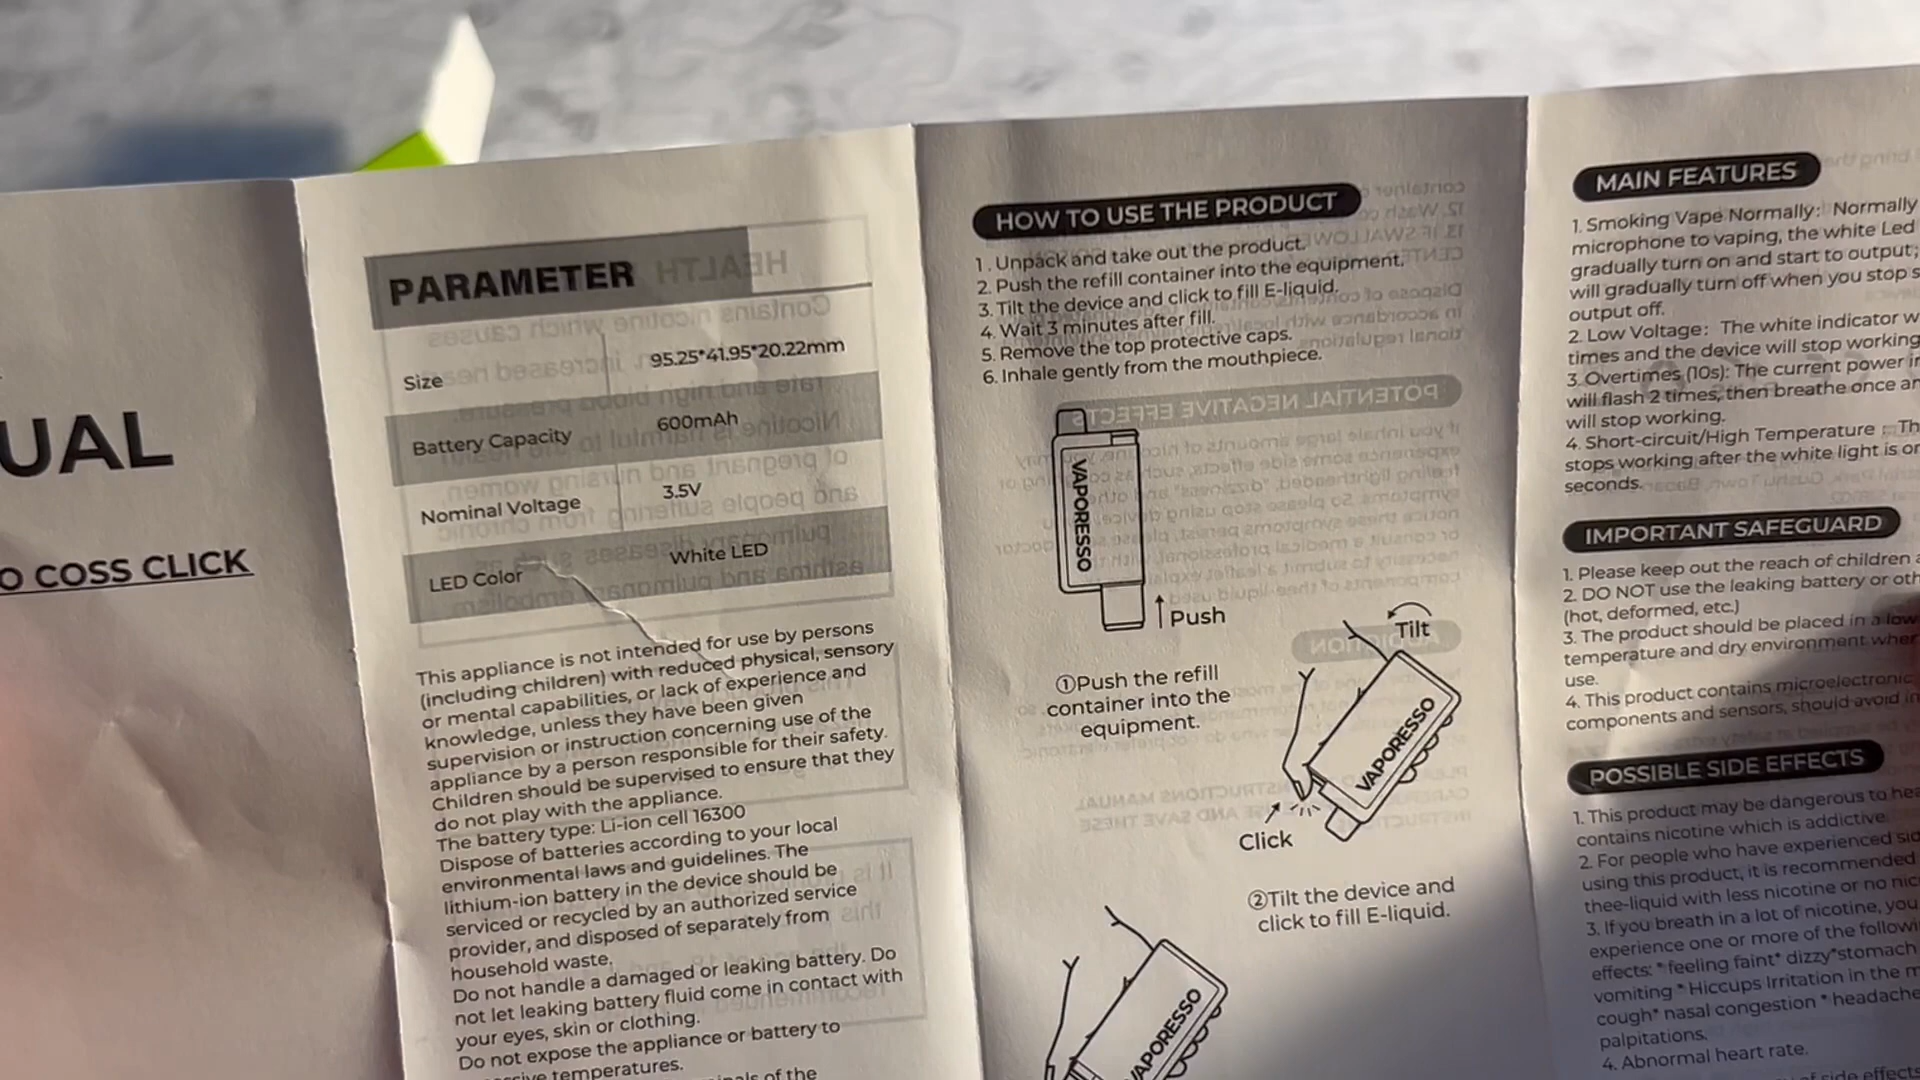 UAL
O COSS CLICK
PARAMETER
Size 95.25*41.95*20.22mm
Battery Capacity 600mAh
Nominal Voltage 3.5V
LED Color White LED
This appliance is not intended for use by persons
(including children) with reduced physical, sensory
or mental capabilities, or lack of experience and
knowledge, unless they have been given
supervision or instruction concerning use of the
appliance by a person responsible for their safety.
Children should be supervised to ensure that they
do not play with the appliance.
The battery type: Li-ion cell 16300
Dispose of batteries according to your local
environmental laws and guidelines. The
lithium-ion battery in the device should be
serviced or recycled by an authorized service
provider, and disposed of separately from
household waste.
Do not handle a damaged or leaking battery. Do
not let leaking battery fluid come in contact with
your eyes, skin or clothing.
Do not expose the appliance or battery to
temperatures.
of the
HOW TO USE THE PRODUCT
1. Unpack and take out the product.
2. Push the refill container into the equipment.
3. Tilt the device and click to fill E-liquid.
4. Wait 3 minutes after fill.
5. Remove the top protective caps.
6. Inhale gently from the mouthpiece.
VAPORESSO
Push
①Push the refill
container into the
equipment.
Tilt
VAPORESSO
Click
②Tilt the device and
click to fill E-liquid.
VAPORESSO
MAIN FEATURES
1. Smoking Vape Normally: Normally
microphone to vaping, the white Led
gradually turn on and start to output;
will gradually turn off when you stop s
output off.
2. Low Voltage: The white indicator w
times and the device will stop working
3. Overtimes (10s): The current power in
will flash 2 times, then breathe once an
will stop working.
4. Short-circuit/High Temperature: Th
stops working after the white light is on
seconds.
IMPORTANT SAFEGUARD
1. Please keep out the reach of children a
2. DO NOT use the leaking battery or oth
(hot, deformed, etc.)
3. The product should be placed in a low
temperature and dry environment when
use.
4. This product contains microelectronic
components and sensors, should avoid in
POSSIBLE SIDE EFFECTS
1. This product may be dangerous to hea
contains nicotine which is addictive.
2. For people who have experienced sid
using this product, it is recommended
thee-liquid with less nicotine or no nic
3. If you breath in a lot of nicotine, you
experience one or more of the followi
effects: *feeling faint* dizzy*stomach
vomiting * Hiccups Irritation in the m
cough* nasal congestion * headache
palpitations.
4. Abnormal heart rate.
of side effects